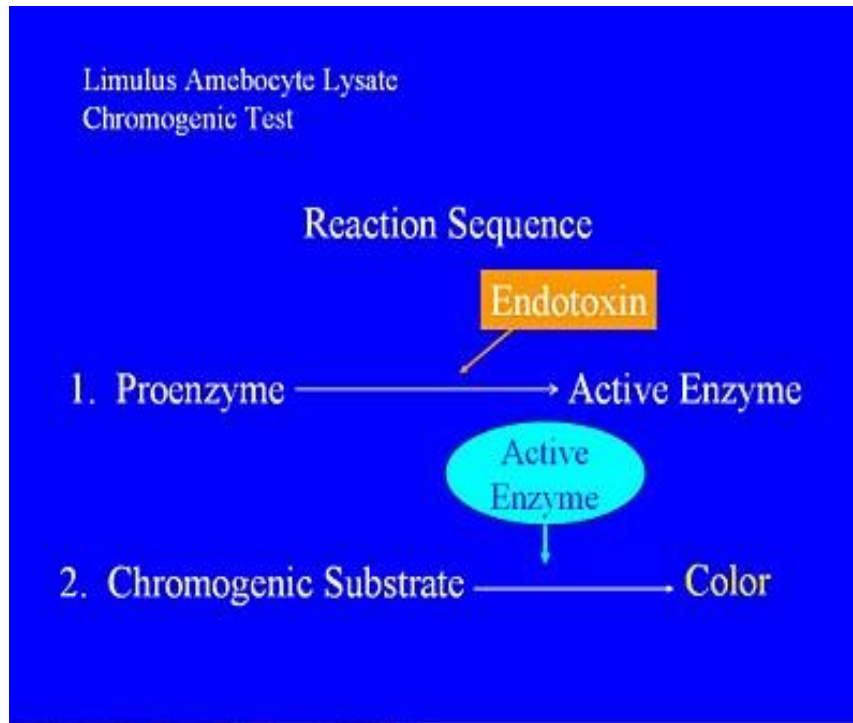 Limulus Amebocyte Lysate
Chromogenic Test
Reaction Sequence
Endotoxin
1. Proenzyme Active Enzyme
Active
Enzyme
2. Chromogenic Substrate Color